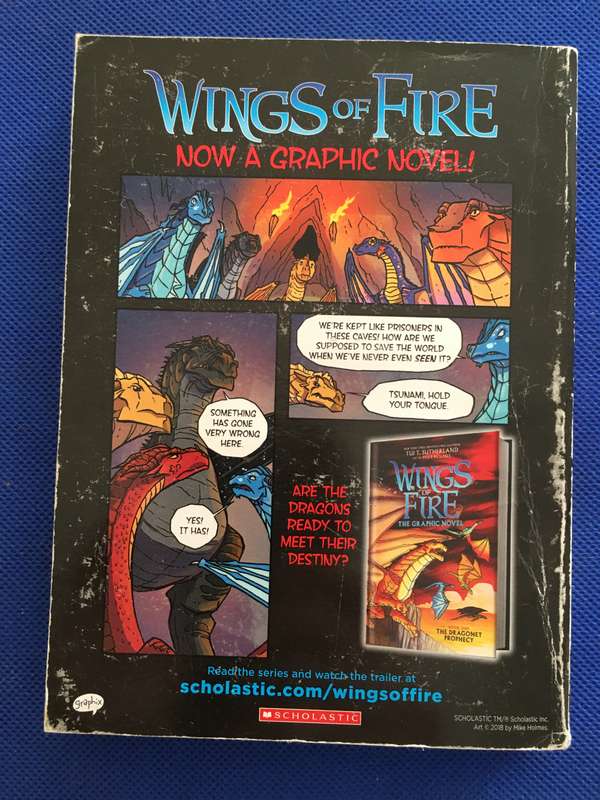 WINGS OF FIRE
NOW A GRAPHIC NOVEL!
WE'RE KEPT LIKE PRISONERS IN
THESE CAVES! HOW ARE WE
SUPPOSED TO SAVE THE WORLD
WHEN WE'VE NEVER EVEN SEEN IT?
TSUNAMI, HOLD
YOUR TONGUE.
SOMETHING
HAS GONE
VERY WRONG
HERE.
YES!
IT HAS!
ARE THE
DRAGONS
READY TO
MEET THEIR
DESTINY?
TUI T. SUTHERLAND
WINGS
OF
FIRE
THE GRAPHIC NOVEL
BOOK ONE
THE DRAGONET
PROPHECY
Read the series and watch the trailer at
scholastic.com/wingsoffire
graphix
SCHOLASTIC
SCHOLASTIC TM/® Scholastic Inc.
Art © 2018 by Mike Holmes.